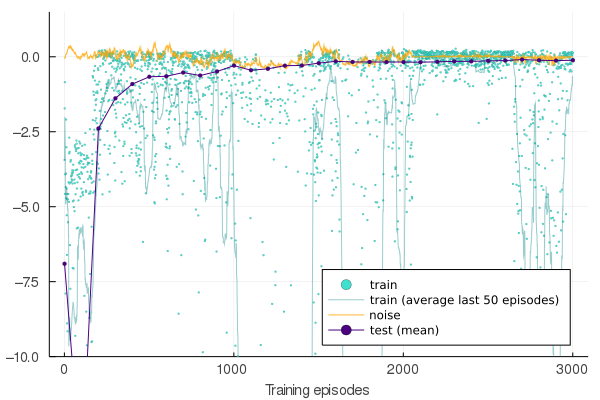 0.0
−2.5
−5.0
−7.5
−10.0
0
1000
2000
3000
Training episodes
train
train (average last 50 episodes)
noise
test (mean)